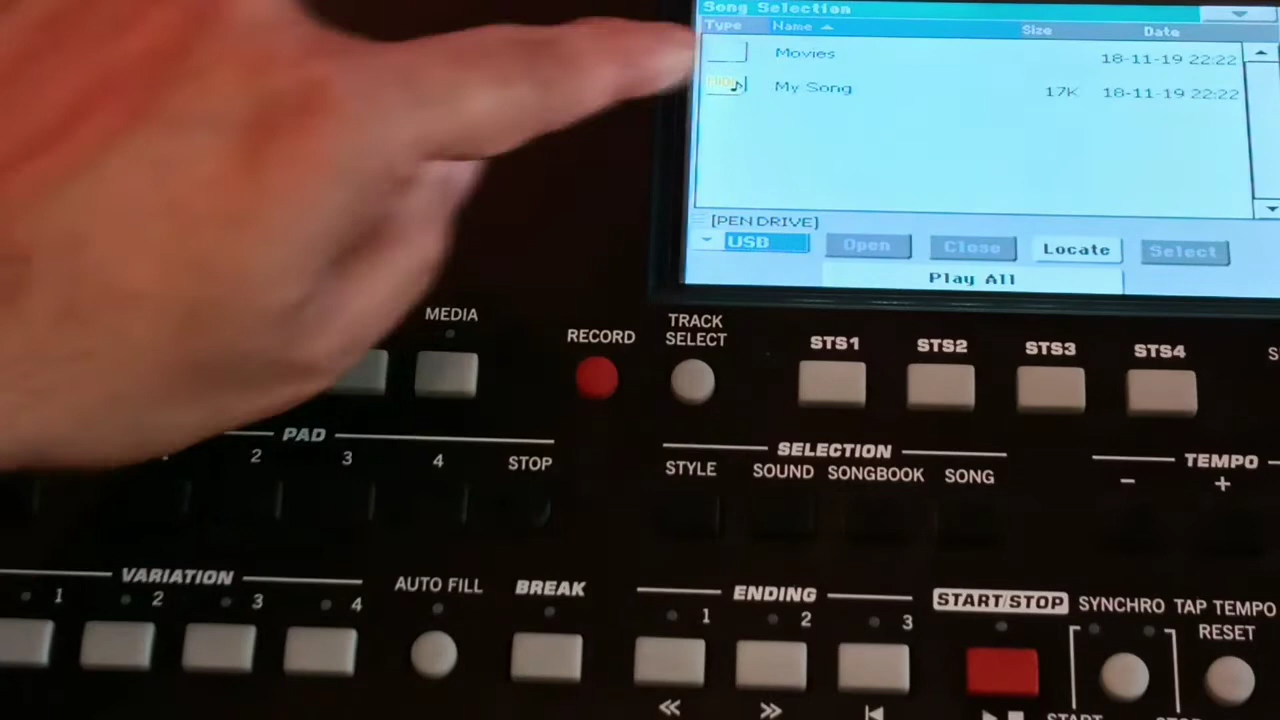 Song Selection
Type Name Size Date
Movies 18-11-19 22:22
My Song 17K 18-11-19 22:22
[PENDRIVE]
USB Open Close Locate Select
Play All
MEDIA
RECORD
TRACK SELECT
STS1 STS2 STS3 STS4
PAD
2 3 4 STOP
SELECTION
STYLE SOUND SONGBOOK SONG
TEMPO
− +
VARIATION
1 2 3 4
AUTO FILL
BREAK
ENDING
1 2 3
START/STOP
SYNCHRO
TAP TEMPO
RESET
START